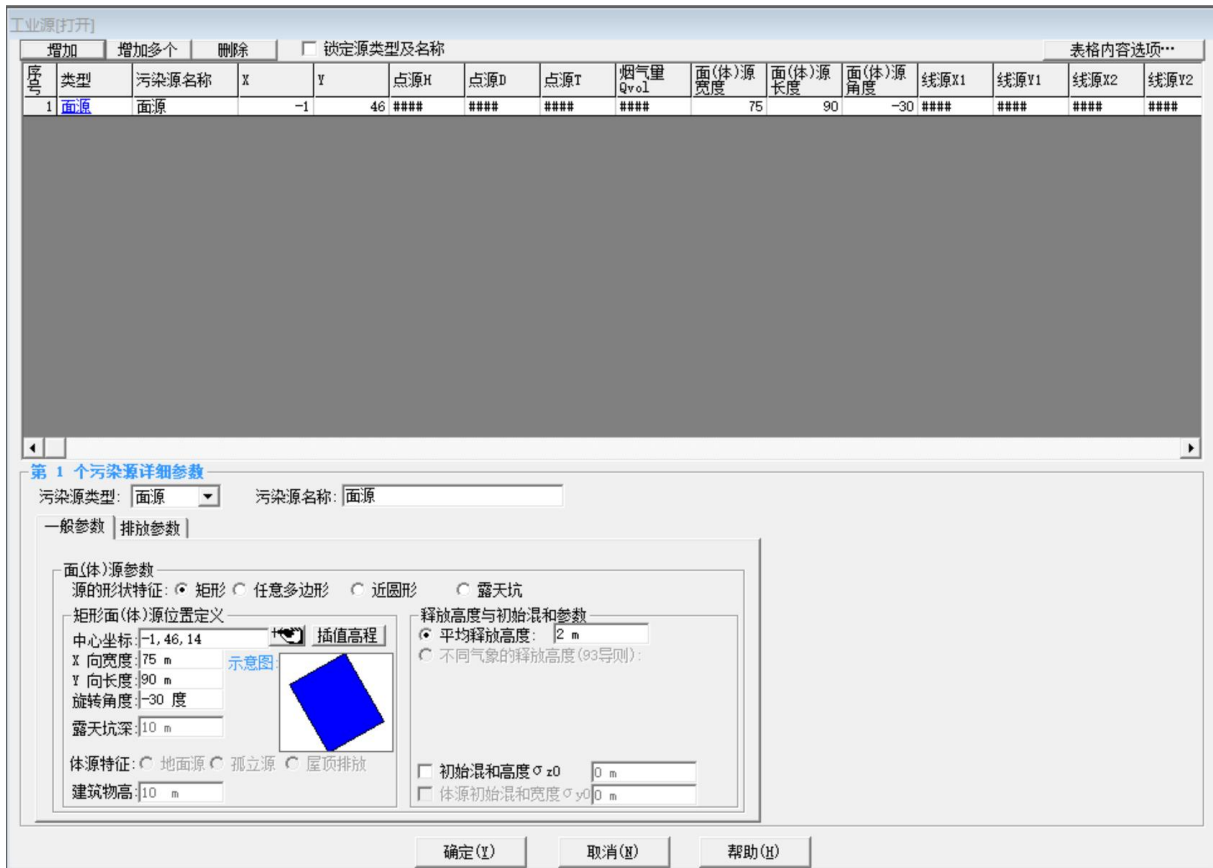 工业源[打开]
增加 增加多个 删除 锁定源类型及名称 表格内容选项…
序号 类型 污染源名称 X Y 点源H 点源D 点源T 烟气量Qvol 面(体)源宽度 面(体)源长度 面(体)源角度 线源X1 线源Y1 线源X2 线源Y2
1 面源 面源 -1 46 #### #### #### #### 75 90 -30 #### #### #### ####
第 1 个污染源详细参数
污染源类型: 面源 污染源名称: 面源
一般参数 排放参数
面(体)源参数
源的形状特征: 矩形 任意多边形 近圆形 露天坑
矩形面(体)源位置定义
中心坐标: -1,46,14 插值高程
X 向宽度: 75 m
示意图:
Y 向长度: 90 m
旋转角度: -30 度
露天坑深: 10 m
体源特征: 地面源 孤立源 屋顶排放
建筑物高: 10 m
释放高度与初始混和参数
平均释放高度: 2 m
不同气象的释放高度(93导则):
初始混和高度σz0 0 m
体源初始混和宽度σy0 0 m
确定(Y) 取消(N) 帮助(H)